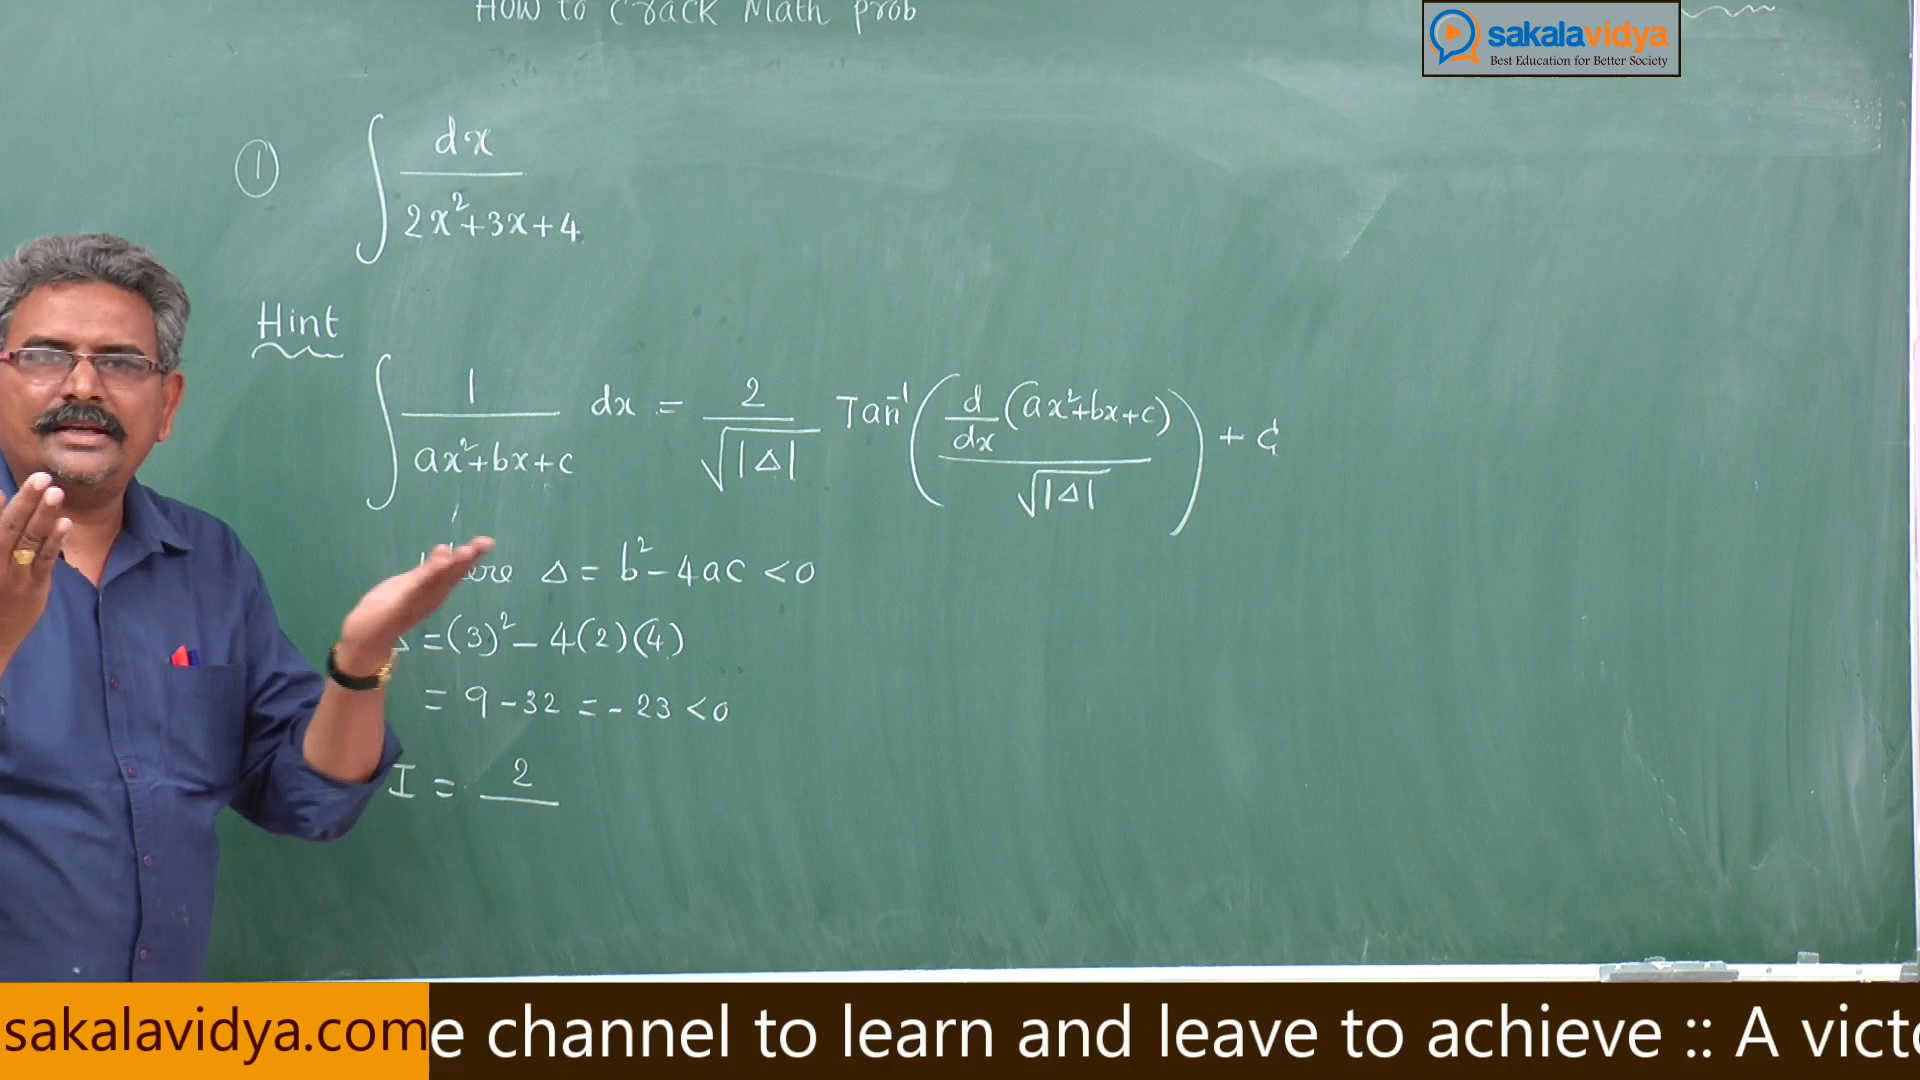 How to Crack Math prob
sakalavidya
Best Education for Better Society
① ∫ dx / (2x²+3x+4)
Hint
∫ 1 / (ax²+bx+c) dx = 2 / √|Δ| Tan⁻¹ ( d/dx (ax²+bx+c) / √|Δ| ) + C
Δ = b² - 4ac < 0
Δ = (3)² - 4(2)(4)
= 9 - 32 = - 23 < 0
I = 2
sakalavidya.com
e channel to learn and leave to achieve :: A victo